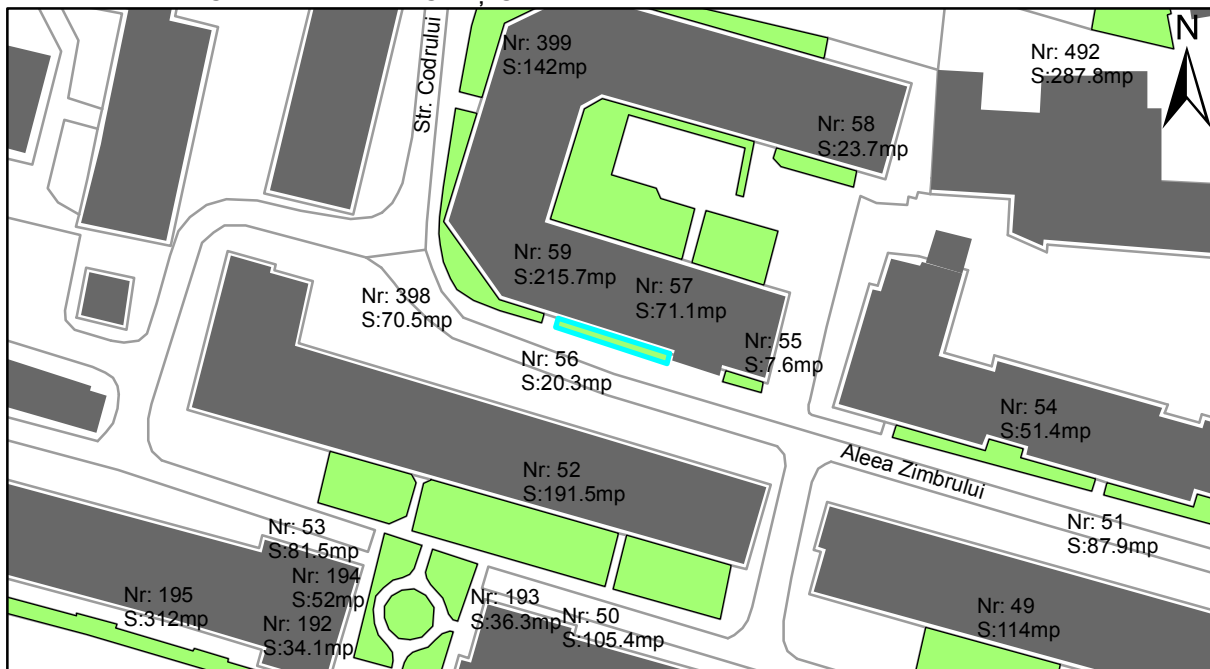 N
Nr: 399
S:142mp
Nr: 492
S:287.8mp
Str. Codrului
Nr: 58
S:23.7mp
Nr: 59
S:215.7mp
Nr: 57
S:71.1mp
Nr: 398
S:70.5mp
Nr: 55
S:7.6mp
Nr: 56
S:20.3mp
Nr: 54
S:51.4mp
Aleea Zimbrului
Nr: 52
S:191.5mp
Nr: 51
S:87.9mp
Nr: 53
S:81.5mp
Nr: 194
S:52mp
Nr: 195
S:312mp
Nr: 192
S:34.1mp
Nr: 193
S:36.3mp
Nr: 50
S:105.4mp
Nr: 49
S:114mp